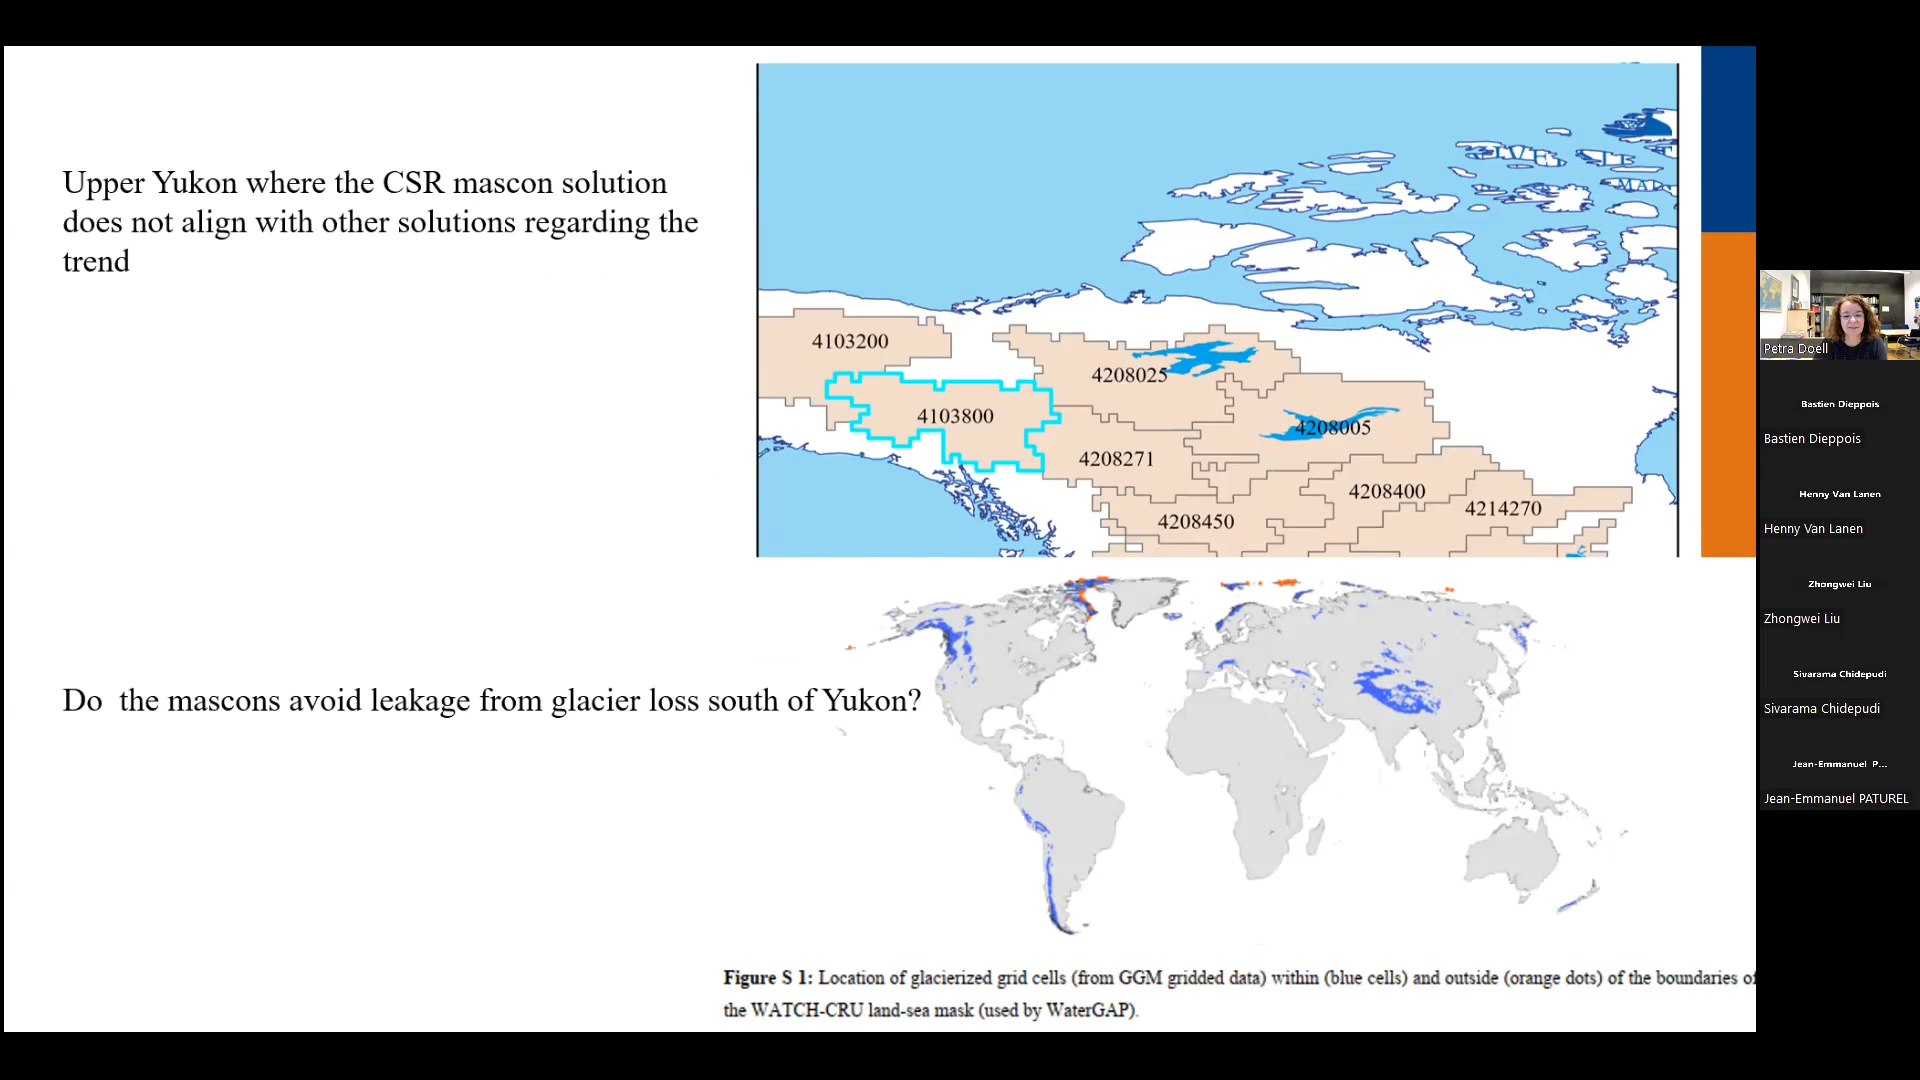 Upper Yukon where the CSR mascon solution
does not align with other solutions regarding the
trend
4103200
4208025
4103800
4208005
4208271
4208400
4214270
4208450
Do  the mascons avoid leakage from glacier loss south of Yukon?
Figure S 1: Location of glacierized grid cells (from GGM gridded data) within (blue cells) and outside (orange dots) of the boundaries of
the WATCH-CRU land-sea mask (used by WaterGAP).
Petra Doell
Bastien Dieppois
Bastien Dieppois
Henny Van Lanen
Henny Van Lanen
Zhongwei Liu
Zhongwei Liu
Sivarama Chidepudi
Sivarama Chidepudi
Jean-Emmanuel P...
Jean-Emmanuel PATUREL